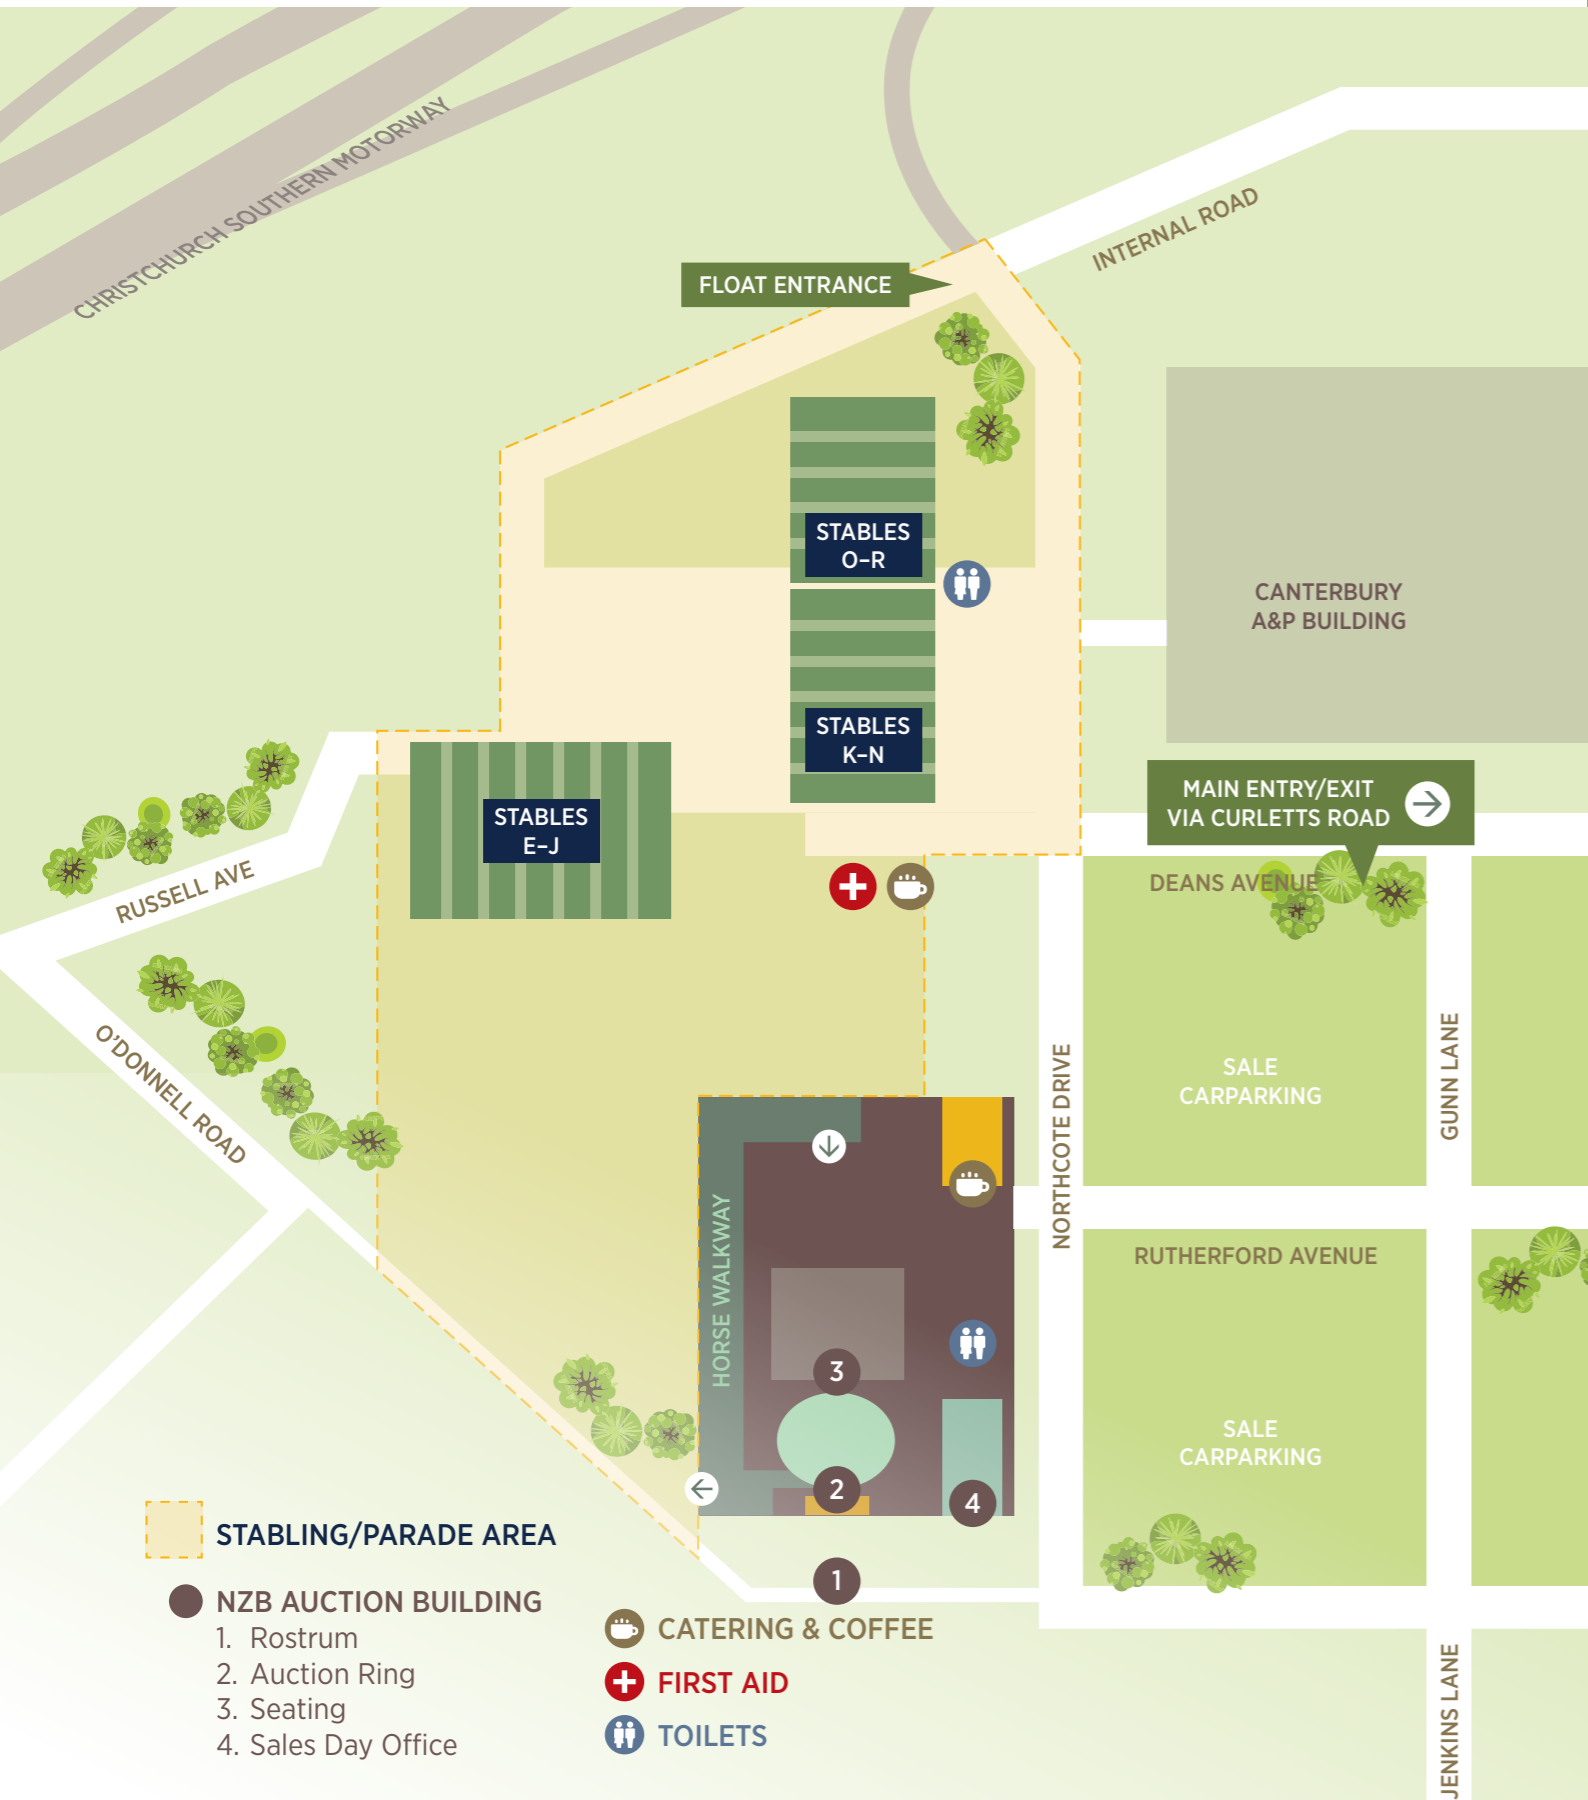 CHRISTCHURCH SOUTHERN MOTORWAY
INTERNAL ROAD
FLOAT ENTRANCE
STABLES
O–R
CANTERBURY
A&P BUILDING
STABLES
K–N
MAIN ENTRY/EXIT
VIA CURLETTS ROAD
STABLES
E–J
RUSSELL AVE
DEANS AVENUE
O'DONNELL ROAD
NORTHCOTE DRIVE
SALE
CARPARKING
GUNN LANE
HORSE WALKWAY
RUTHERFORD AVENUE
3
SALE
CARPARKING
2
4
1
STABLING/PARADE AREA
NZB AUCTION BUILDING
1. Rostrum
2. Auction Ring
3. Seating
4. Sales Day Office
CATERING & COFFEE
FIRST AID
TOILETS
JENKINS LANE